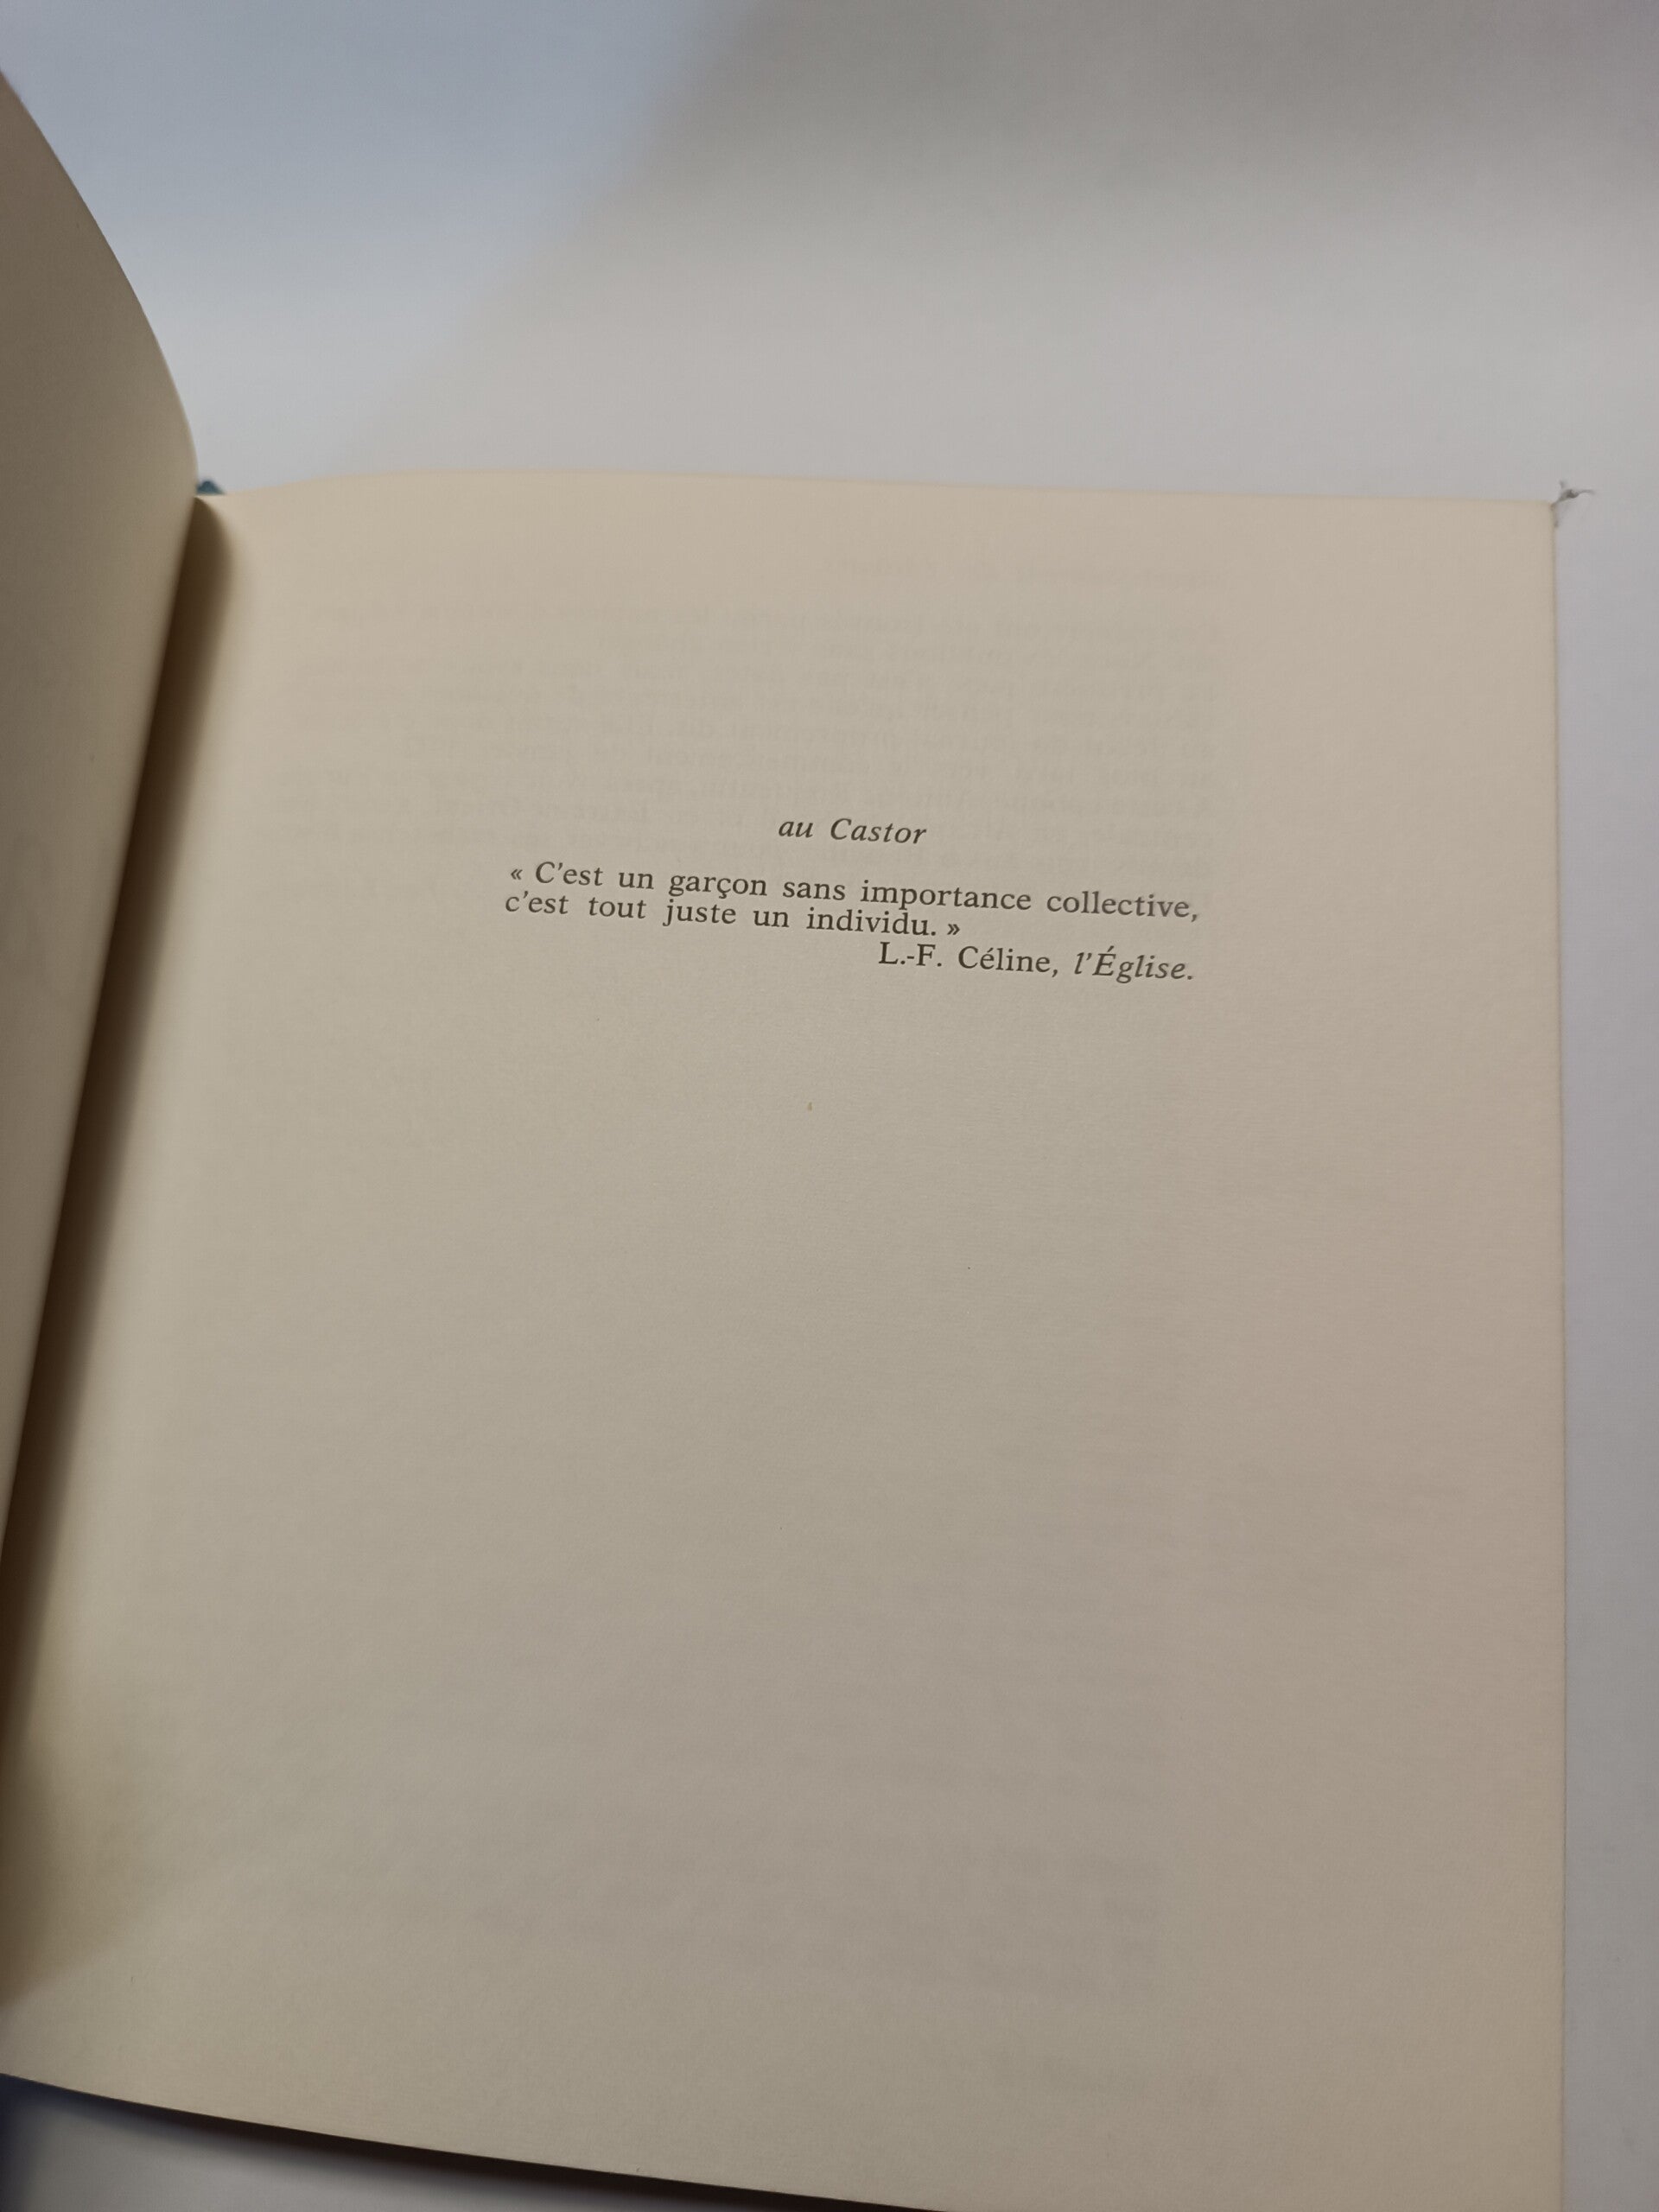 au Castor
« C'est un garçon sans importance collective,
c'est tout juste un individu. »
L.-F. Céline, l'Église.